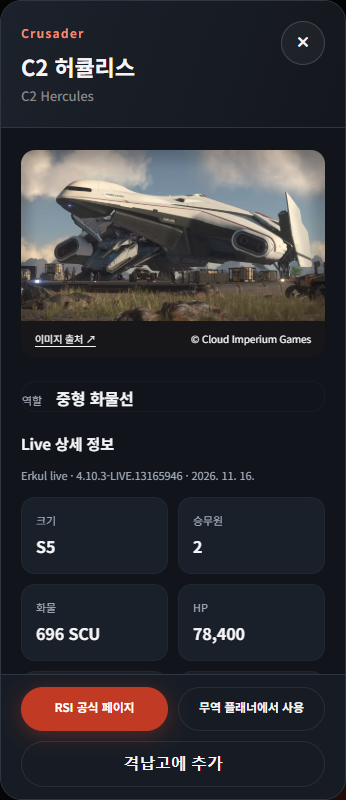 Crusader
C2 허큘리스
C2 Hercules
✕
이미지 출처 ↗
© Cloud Imperium Games
역할 중형 화물선
Live 상세 정보
Erkul live · 4.10.3-LIVE.13165946 · 2026. 11. 16.
크기
S5
승무원
2
화물
696 SCU
HP
78,400
RSI 공식 페이지
무역 플래너에서 사용
격납고에 추가